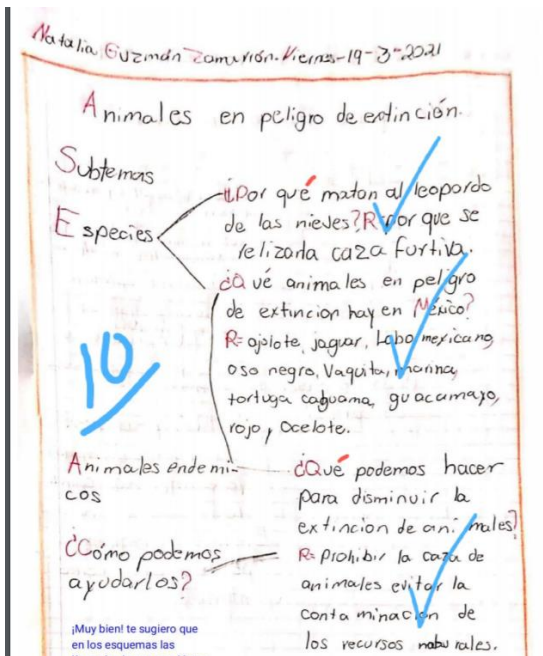 Natalia Guzmán Zamarrón. Viernes-19-3-2021
Animales en peligro de extinción.
Subtemas
Especies
¿Por qué matan al leopardo
de las nieves? R= por que se
relizanla caza furtiva.
¿Qué animales en peligro
de extincion hay en México?
R= ajolote, jaguar, Lobo mexicano,
oso negro, Vaquita, marina,
tortuga caguama, guacamayo,
rojo, Ocelote.
10
Animales endemi-
cos
¿Qué podemos hacer
para disminuir la
extincion de animales?
¿Cómo podemos
ayudarlos?
R= Prohibir la caza de
animales evitar la
contaminacion de
los recursos naturales.
¡Muy bien! te sugiero que
en los esquemas las